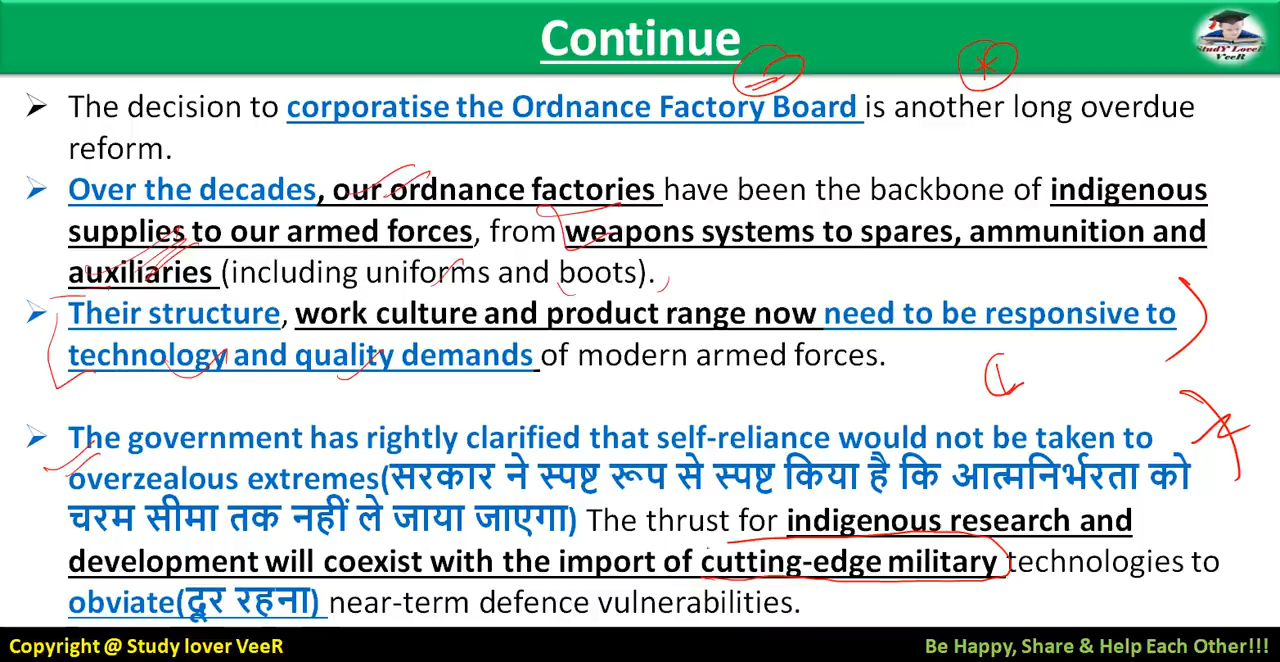 Continue
StudY LoveR
VeeR
➢ The decision to corporatise the Ordnance Factory Board is another long overdue
reform.
➢ Over the decades, our ordnance factories have been the backbone of indigenous
supplies to our armed forces, from weapons systems to spares, ammunition and
auxiliaries (including uniforms and boots).
➢ Their structure, work culture and product range now need to be responsive to
technology and quality demands of modern armed forces.
➢ The government has rightly clarified that self-reliance would not be taken to
overzealous extremes(सरकार ने स्पष्ट रूप से स्पष्ट किया है कि आत्मनिर्भरता को
चरम सीमा तक नहीं ले जाया जाएगा) The thrust for indigenous research and
development will coexist with the import of cutting-edge military technologies to
obviate(दूर रहना) near-term defence vulnerabilities.
Copyright @ Study lover VeeR
Be Happy, Share & Help Each Other!!!